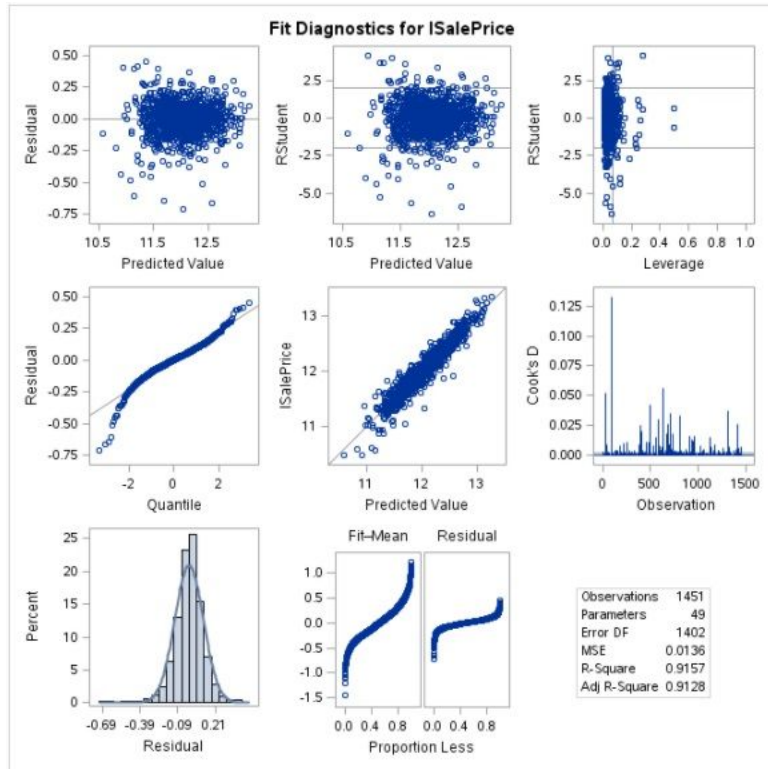 Fit Diagnostics for lSalePrice
0.50
0.25
0.00
-0.25
-0.50
-0.75
Residual
10.5 11.5 12.5
Predicted Value
2.5
0.0
-2.5
-5.0
RStudent
10.5 11.5 12.5
Predicted Value
2.5
0.0
-2.5
-5.0
RStudent
0.0 0.2 0.4 0.6 0.8 1.0
Leverage
0.50
0.25
0.00
-0.25
-0.50
-0.75
Residual
-2 0 2
Quantile
13
12
11
lSalePrice
11 12 13
Predicted Value
0.125
0.100
0.075
0.050
0.025
0.000
Cook's D
0 500 1000 1500
Observation
25
20
15
10
5
0
Percent
-0.69 -0.39 -0.09 0.21
Residual
Fit–Mean Residual
1.0
0.5
0.0
-0.5
-1.0
-1.5
0.0 0.4 0.8 0.0 0.4 0.8
Proportion Less
Observations 1451
Parameters 49
Error DF 1402
MSE 0.0136
R-Square 0.9157
Adj R-Square 0.9128